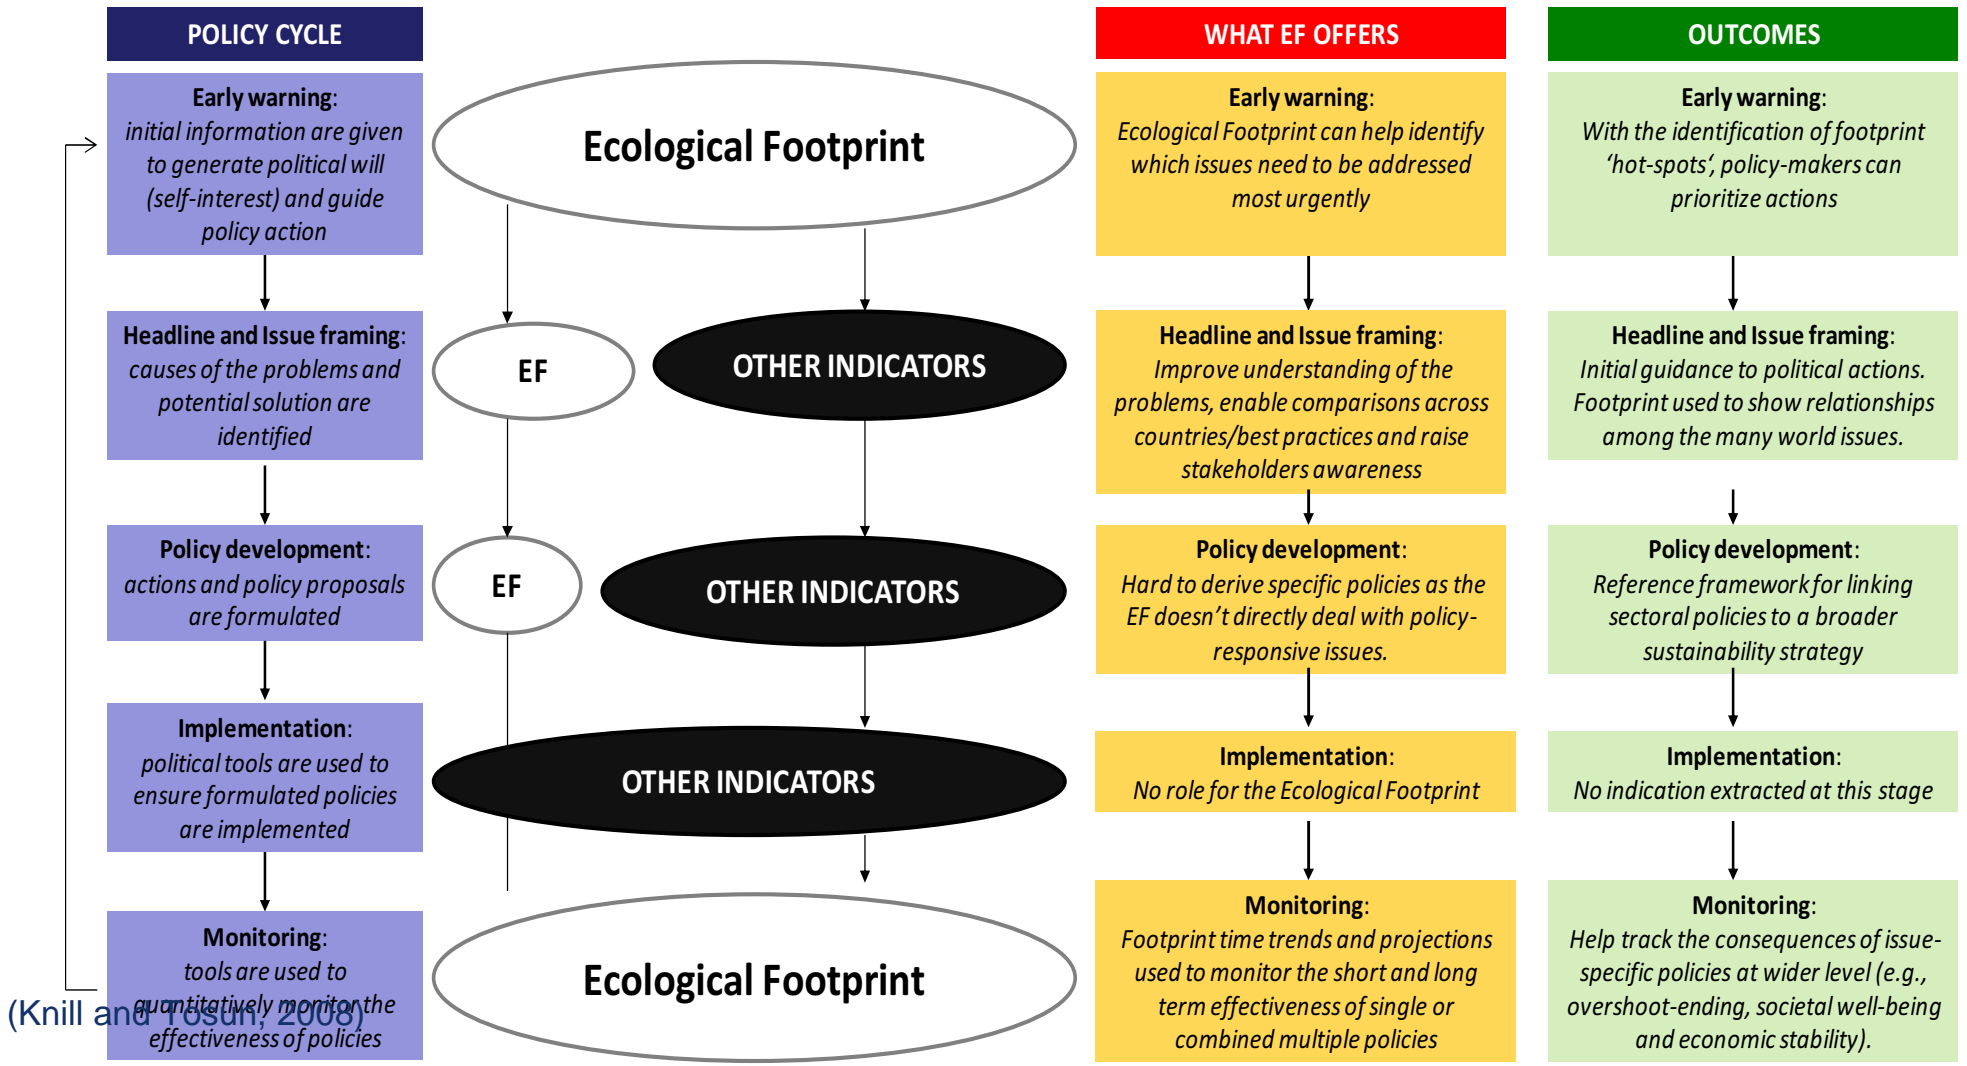 POLICY CYCLE
Early warning:
initial information are given
to generate political will
(self-interest) and guide
policy action
Headline and Issue framing:
causes of the problems and
potential solution are
identified
Policy development:
actions and policy proposals
are formulated
Implementation:
political tools are used to
ensure formulated policies
are implemented
Monitoring:
tools are used to
quantitatively monitor the
effectiveness of policies
(Knill and Tosun, 2008)
Ecological Footprint
EF
OTHER INDICATORS
EF
OTHER INDICATORS
OTHER INDICATORS
Ecological Footprint
WHAT EF OFFERS
Early warning:
Ecological Footprint can help identify
which issues need to be addressed
most urgently
Headline and Issue framing:
Improve understanding of the
problems, enable comparisons across
countries/best practices and raise
stakeholders awareness
Policy development:
Hard to derive specific policies as the
EF doesn’t directly deal with policy-
responsive issues.
Implementation:
No role for the Ecological Footprint
Monitoring:
Footprint time trends and projections
used to monitor the short and long
term effectiveness of single or
combined multiple policies
OUTCOMES
Early warning:
With the identification of footprint
‘hot-spots‘, policy-makers can
prioritize actions
Headline and Issue framing:
Initial guidance to political actions.
Footprint used to show relationships
among the many world issues.
Policy development:
Reference framework for linking
sectoral policies to a broader
sustainability strategy
Implementation:
No indication extracted at this stage
Monitoring:
Help track the consequences of issue-
specific policies at wider level (e.g.,
overshoot-ending, societal well-being
and economic stability).